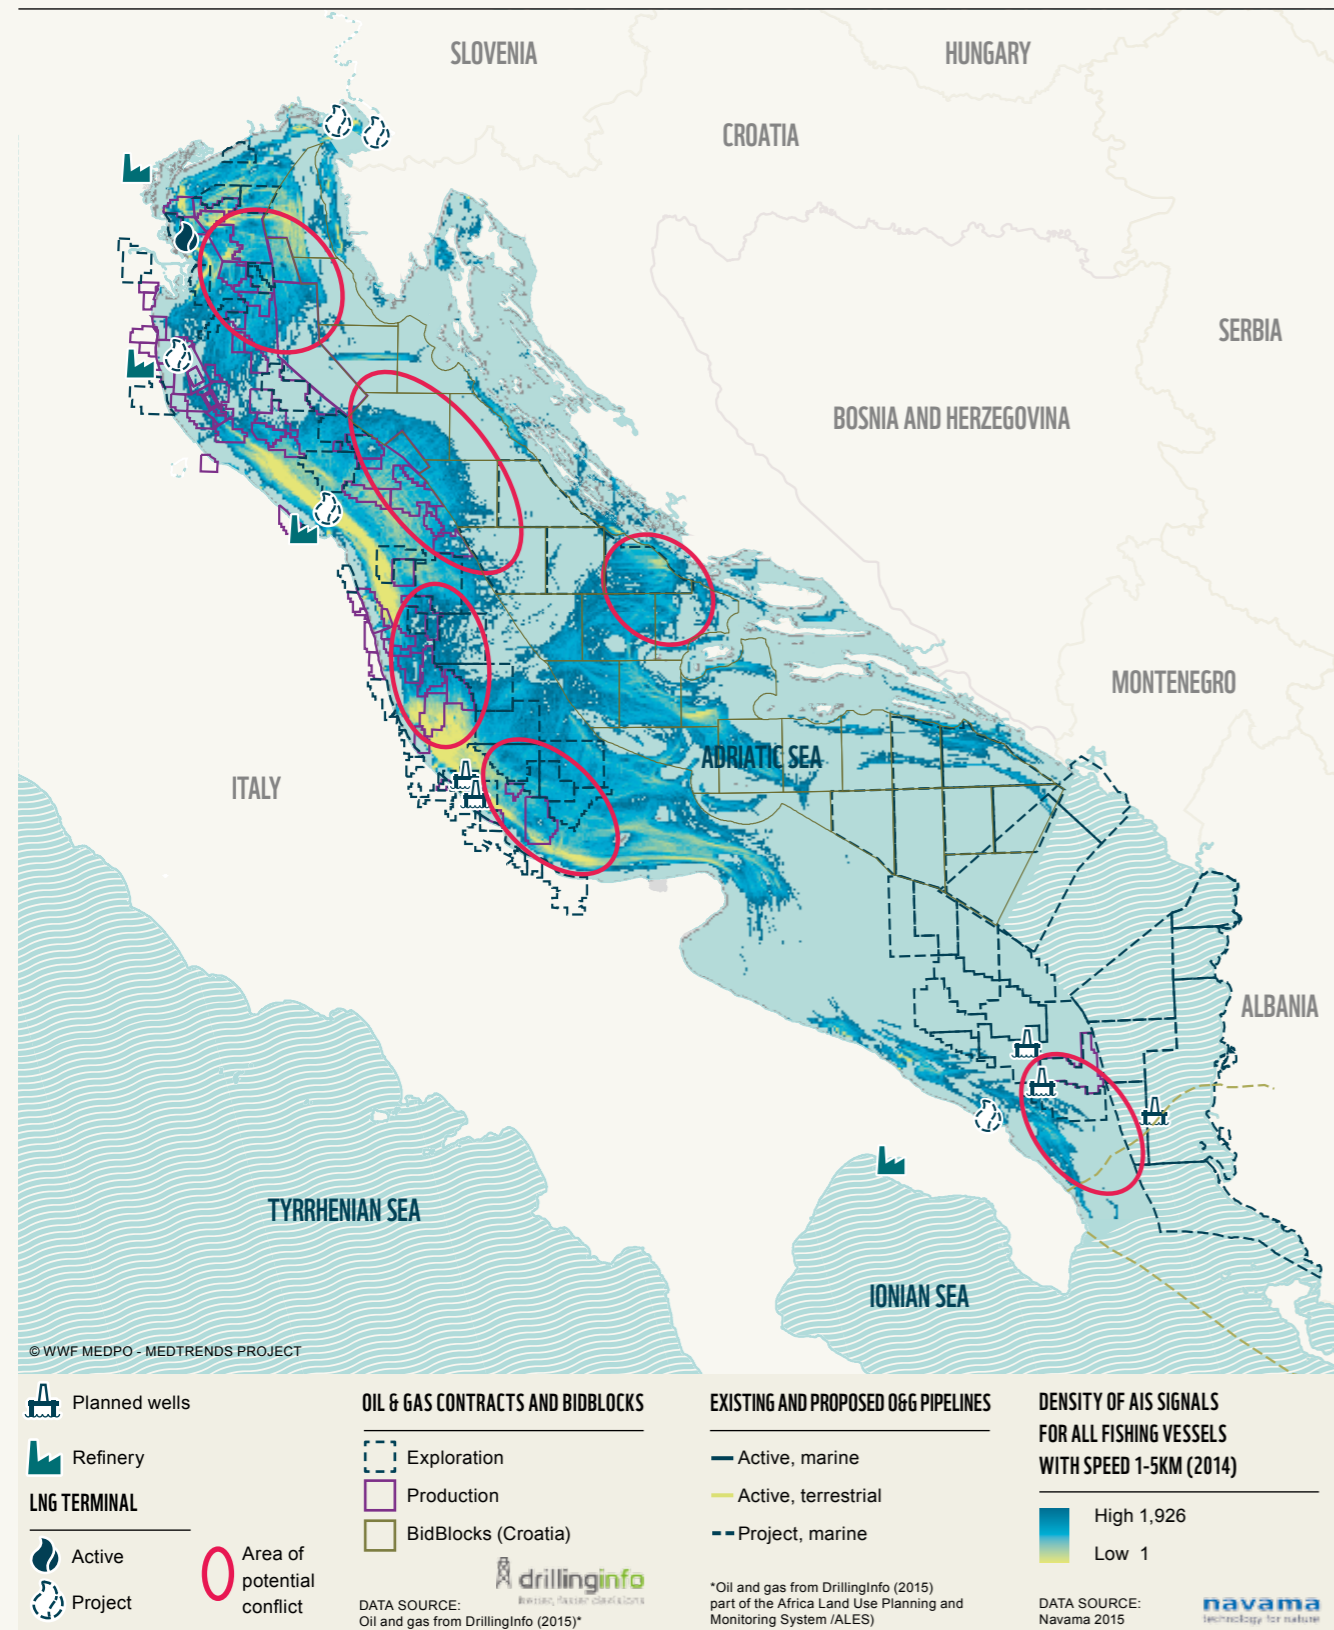 SLOVENIA
HUNGARY
CROATIA
SERBIA
BOSNIA AND HERZEGOVINA
MONTENEGRO
ADRIATIC SEA
ITALY
ALBANIA
TYRRHENIAN SEA
IONIAN SEA
© WWF MEDPO - MEDTRENDS PROJECT
Planned wells
Refinery
LNG TERMINAL
Active
Project
Area of
potential
conflict
OIL & GAS CONTRACTS AND BIDBLOCKS
Exploration
Production
BidBlocks (Croatia)
drillinginfo
better, faster decisions
DATA SOURCE:
Oil and gas from DrillingInfo (2015)*
EXISTING AND PROPOSED O&G PIPELINES
Active, marine
Active, terrestrial
Project, marine
*Oil and gas from DrillingInfo (2015)
part of the Africa Land Use Planning and
Monitoring System /ALES)
DENSITY OF AIS SIGNALS
FOR ALL FISHING VESSELS
WITH SPEED 1-5KM (2014)
High 1,926
Low 1
DATA SOURCE:
Navama 2015
navama
technology for nature